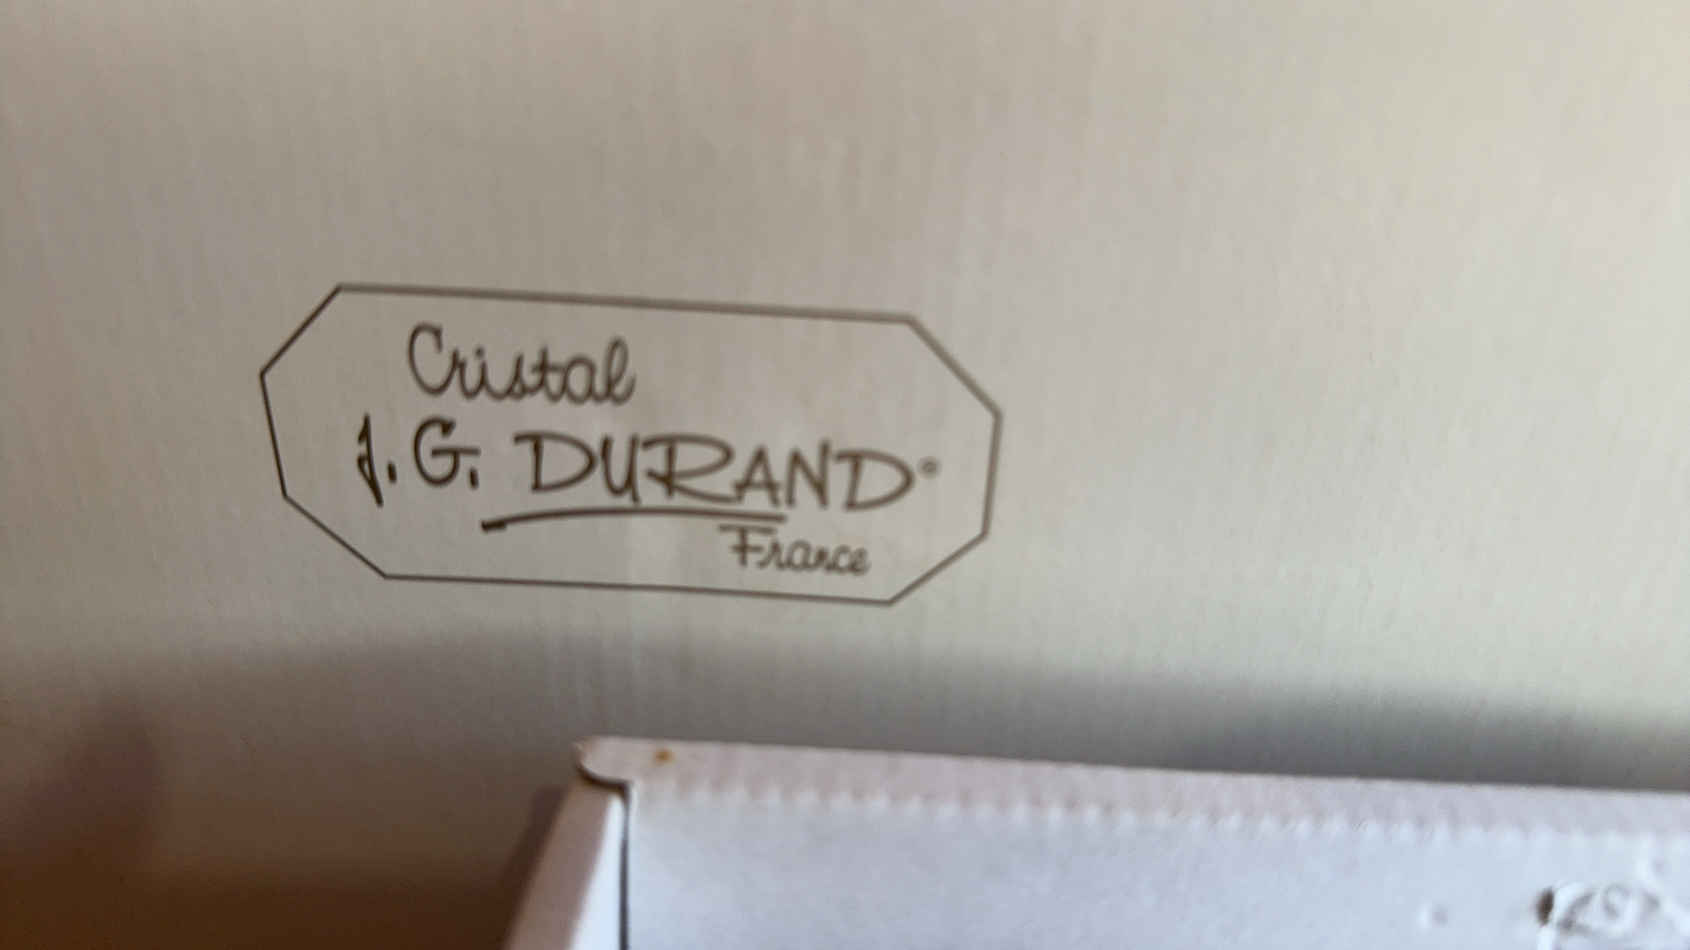 Cristal
J. G. DURAND®
France